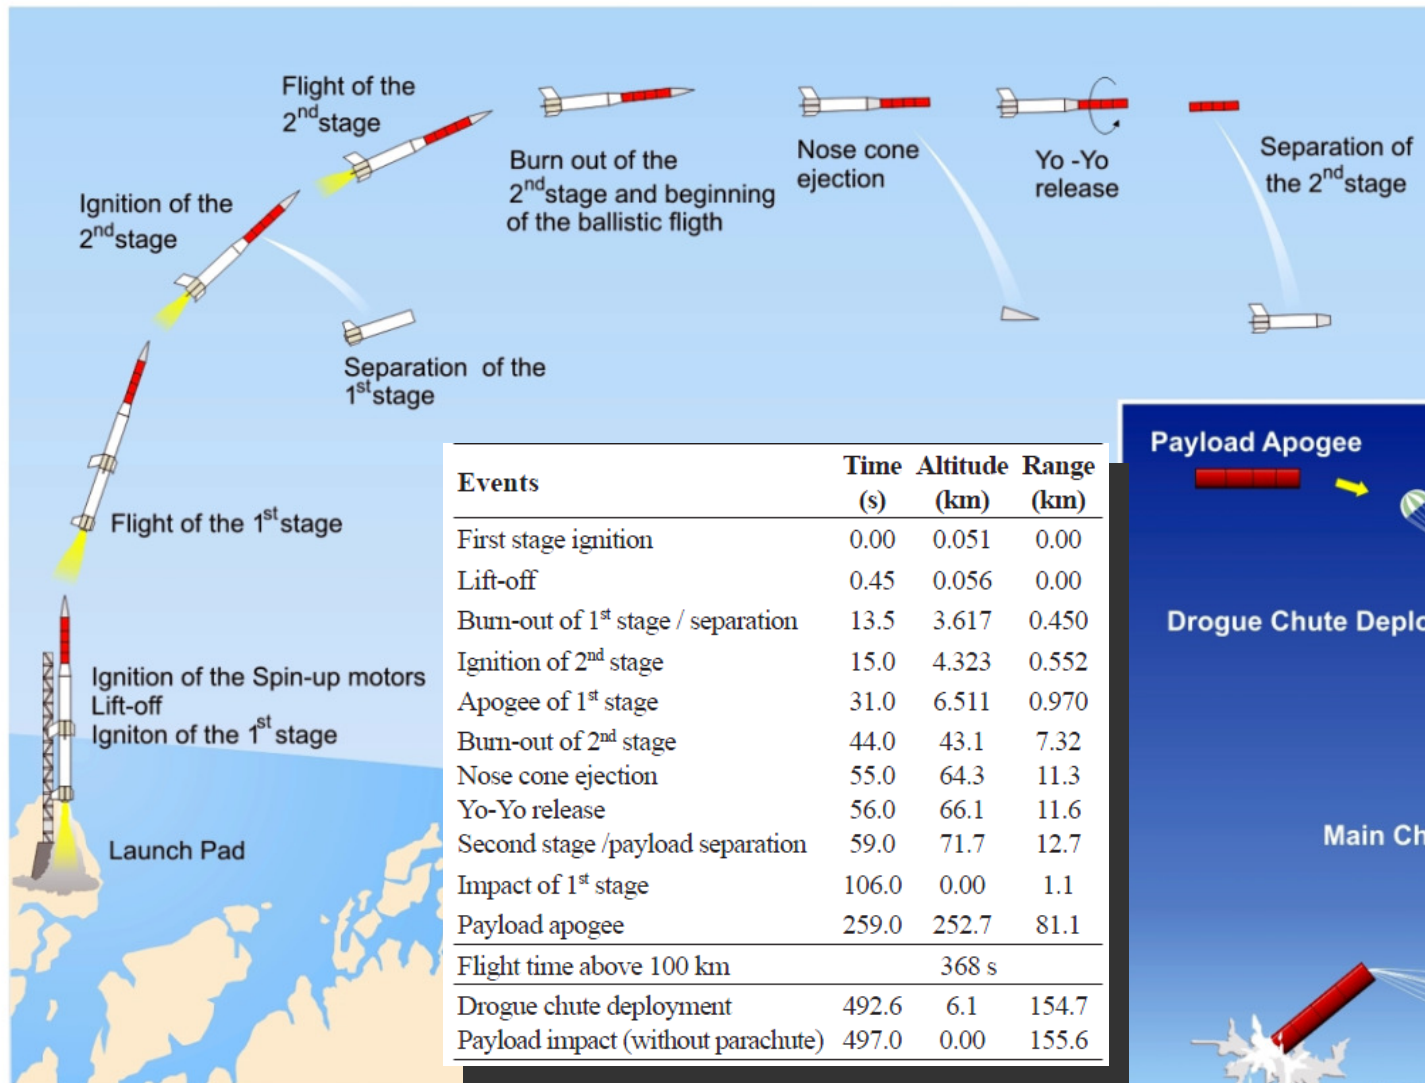 Flight of the
2nd stage
Burn out of the
2nd stage and beginning
of the ballistic fligth
Nose cone
ejection
Yo -Yo
release
Separation of
the 2nd stage
Ignition of the
2nd stage
Separation of the
1st stage
Flight of the 1st stage
Ignition of the Spin-up motors
Lift-off
Igniton of the 1st stage
Launch Pad
Events Time Altitude Range
(s) (km) (km)
First stage ignition 0.00 0.051 0.00
Lift-off 0.45 0.056 0.00
Burn-out of 1st stage / separation 13.5 3.617 0.450
Ignition of 2nd stage 15.0 4.323 0.552
Apogee of 1st stage 31.0 6.511 0.970
Burn-out of 2nd stage 44.0 43.1 7.32
Nose cone ejection 55.0 64.3 11.3
Yo-Yo release 56.0 66.1 11.6
Second stage /payload separation 59.0 71.7 12.7
Impact of 1st stage 106.0 0.00 1.1
Payload apogee 259.0 252.7 81.1
Flight time above 100 km 368 s
Drogue chute deployment 492.6 6.1 154.7
Payload impact (without parachute) 497.0 0.00 155.6
Payload Apogee
Drogue Chute Deplo
Main Ch